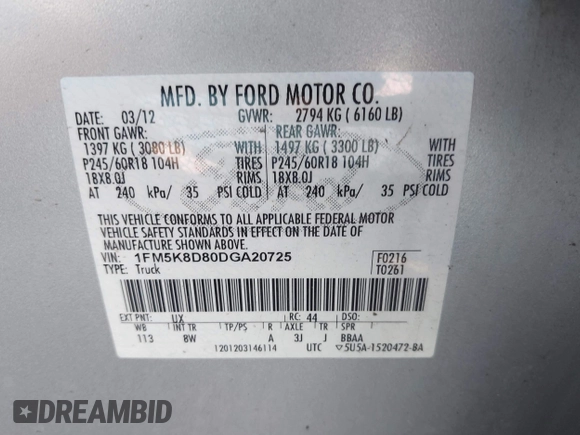 MFD. BY FORD MOTOR CO.
DATE: 03/12 GVWR: 2794 KG ( 6160 LB)
FRONT GAWR: REAR GAWR:
1397 KG ( 3080 LB) WITH 1497 KG ( 3300 LB) WITH
P245/60R18 104H TIRES P245/60R18 104H TIRES
18X8.0J RIMS 18X8.0J RIMS
AT 240 kPa/ 35 PSI COLD AT 240 kPa/ 35 PSI COLD
THIS VEHICLE CONFORMS TO ALL APPLICABLE FEDERAL MOTOR
VEHICLE SAFETY STANDARDS IN EFFECT ON THE DATE OF
MANUFACTURE SHOWN ABOVE.
VIN: 1FM5K8D80DGA20725 F0216
TYPE: Truck T0261
EXT PNT: UX RC: 44 DSO:
WB INT TR TP/PS R AXLE TR SPR
113 8W A 3J J BBAA
1201203146114 UTC ▽5U5A-1520472-BA
DREAMBID